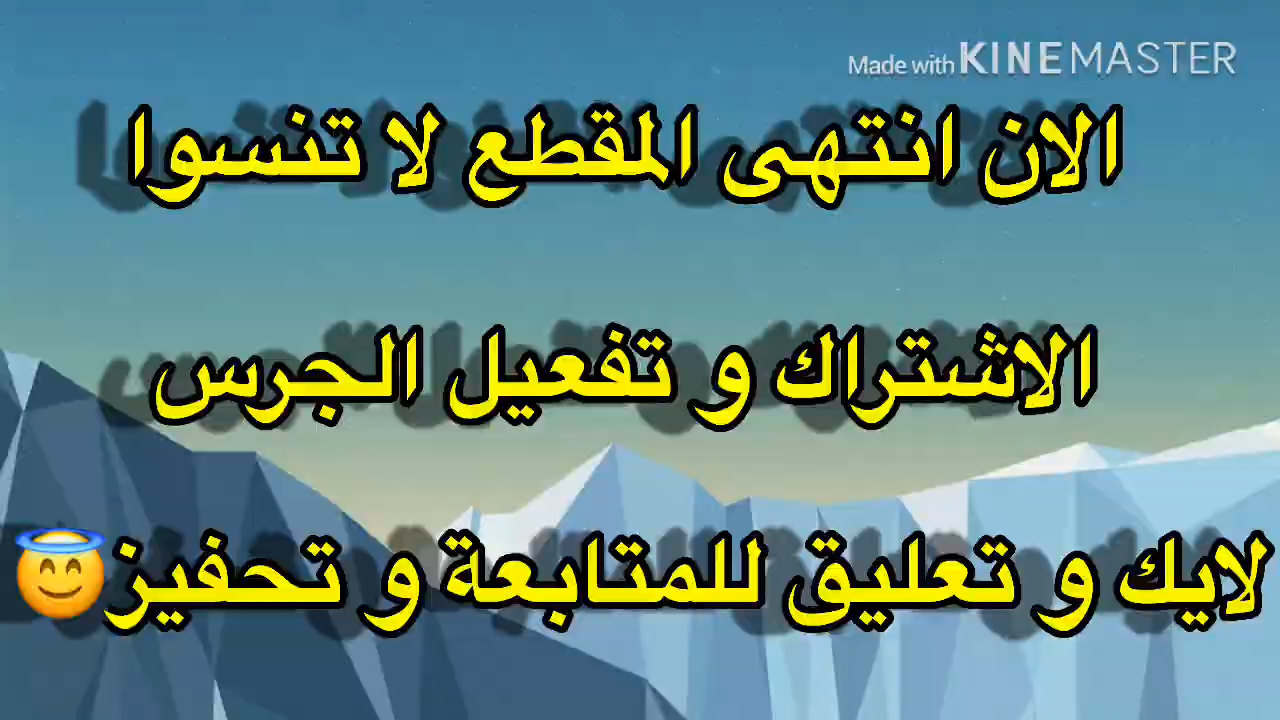 Made with KINEMASTER
الان انتهى المقطع لا تنسوا
الاشتراك و تفعيل الجرس
لايك و تعليق للمتابعة و تحفيز😇